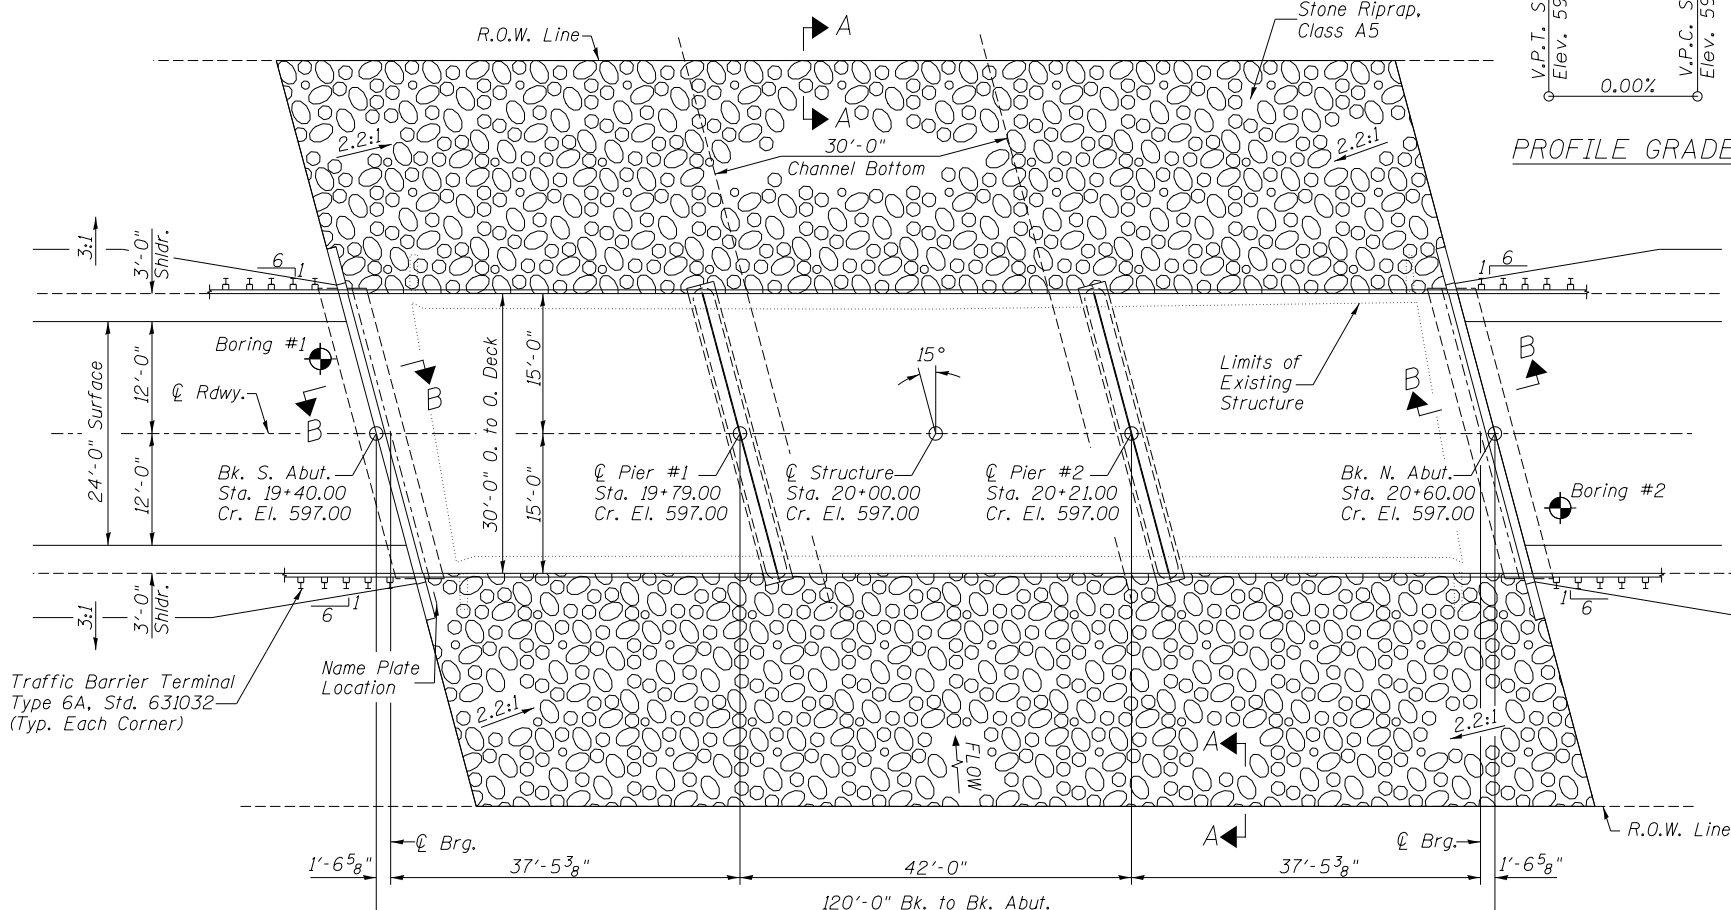 R.O.W. Line
A
Stone Riprap,
Class A5
V.P.T. S
Elev. 59
V.P.C. S
Elev. 59
0.00%
PROFILE GRADE
A
2.2:1
30'-0"
Channel Bottom
2.2:1
3:1
3'-0"
Shldr.
6
1
1
6
Boring #1
24'-0" Surface
12'-0"
12'-0"
℄ Rdwy.
B
B
30'-0" O. to O. Deck
15'-0"
15'-0"
15°
Limits of
Existing
Structure
B
B
Bk. S. Abut.
Sta. 19+40.00
Cr. El. 597.00
℄ Pier #1
Sta. 19+79.00
Cr. El. 597.00
℄ Structure
Sta. 20+00.00
Cr. El. 597.00
℄ Pier #2
Sta. 20+21.00
Cr. El. 597.00
Bk. N. Abut.
Sta. 20+60.00
Cr. El. 597.00
Boring #2
3:1
3'-0"
Shldr.
6
1
1
6
Name Plate
Location
Traffic Barrier Terminal
Type 6A, Std. 631032
(Typ. Each Corner)
2.2:1
FLOW
A
2.2:1
A
R.O.W. Line
℄ Brg.
℄ Brg.
1'-6⅝"
37'-5⅜"
42'-0"
37'-5⅜"
1'-6⅝"
120'-0" Bk. to Bk. Abut.